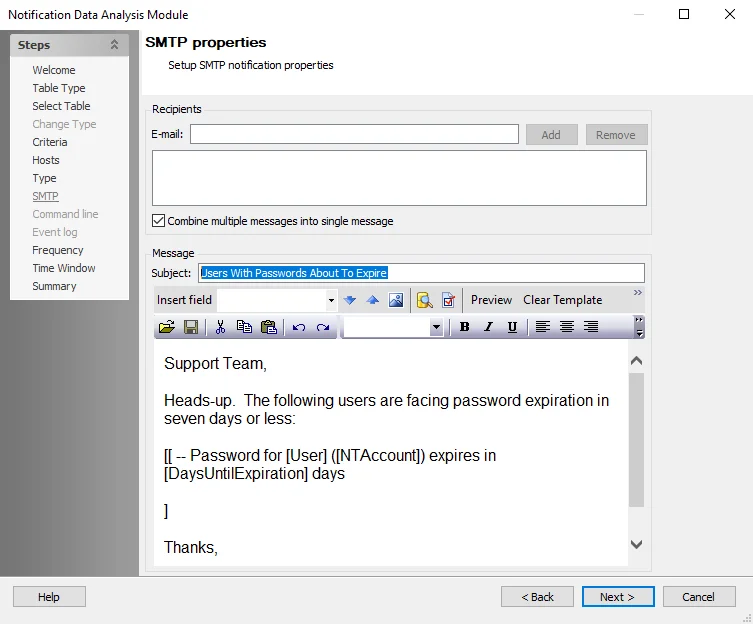 Notification Data Analysis Module
Steps
Welcome
Table Type
Select Table
Change Type
Criteria
Hosts
Type
SMTP
Command line
Event log
Frequency
Time Window
Summary
SMTP properties
Setup SMTP notification properties
Recipients
E-mail:
Add
Remove
Combine multiple messages into single message
Message
Subject:
Users With Passwords About To Expire
Insert field
Preview
Clear Template
B
I
U
Support Team,
Heads-up.  The following users are facing password expiration in
seven days or less:
[[ -- Password for [User] ([NTAccount]) expires in
[DaysUntilExpiration] days
]
Thanks,
Help
< Back
Next >
Cancel